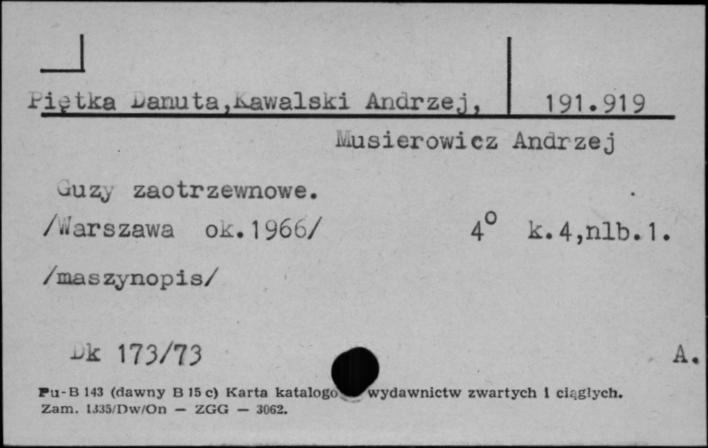 Piętka Danuta,Kawalski Andrzej, 191.919
Musierowicz Andrzej
Guzy zaotrzewnowe.
/Warszawa ok.1966/ 4° k.4,nlb.1.
/maszynopis/
Dk 173/73 A.
Pu-B 143 (dawny B 15 c) Karta katalogo wydawnictw zwartych i ciągłych.
Zam. 1335/Dw/On — ZGG — 3062.